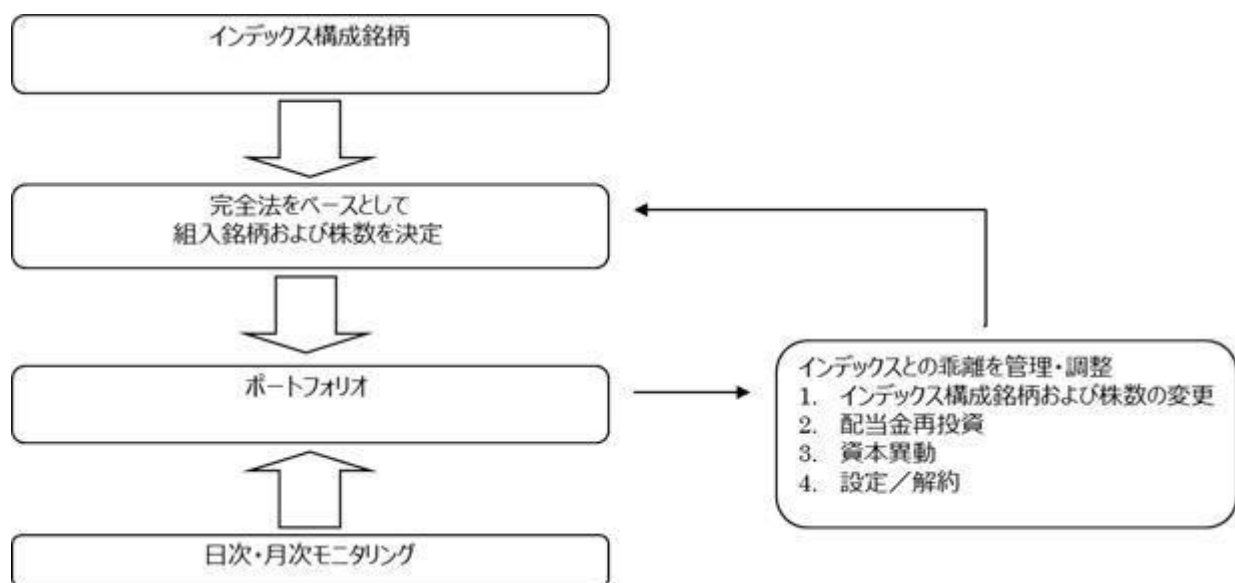 インデックス構成銘柄
完全法をベースとして
組入銘柄および株数を決定
ポートフォリオ
インデックスとの乖離を管理・調整
1. インデックス構成銘柄および株数の変更
2. 配当金再投資
3. 資本異動
4. 設定／解約
日次・月次モニタリング